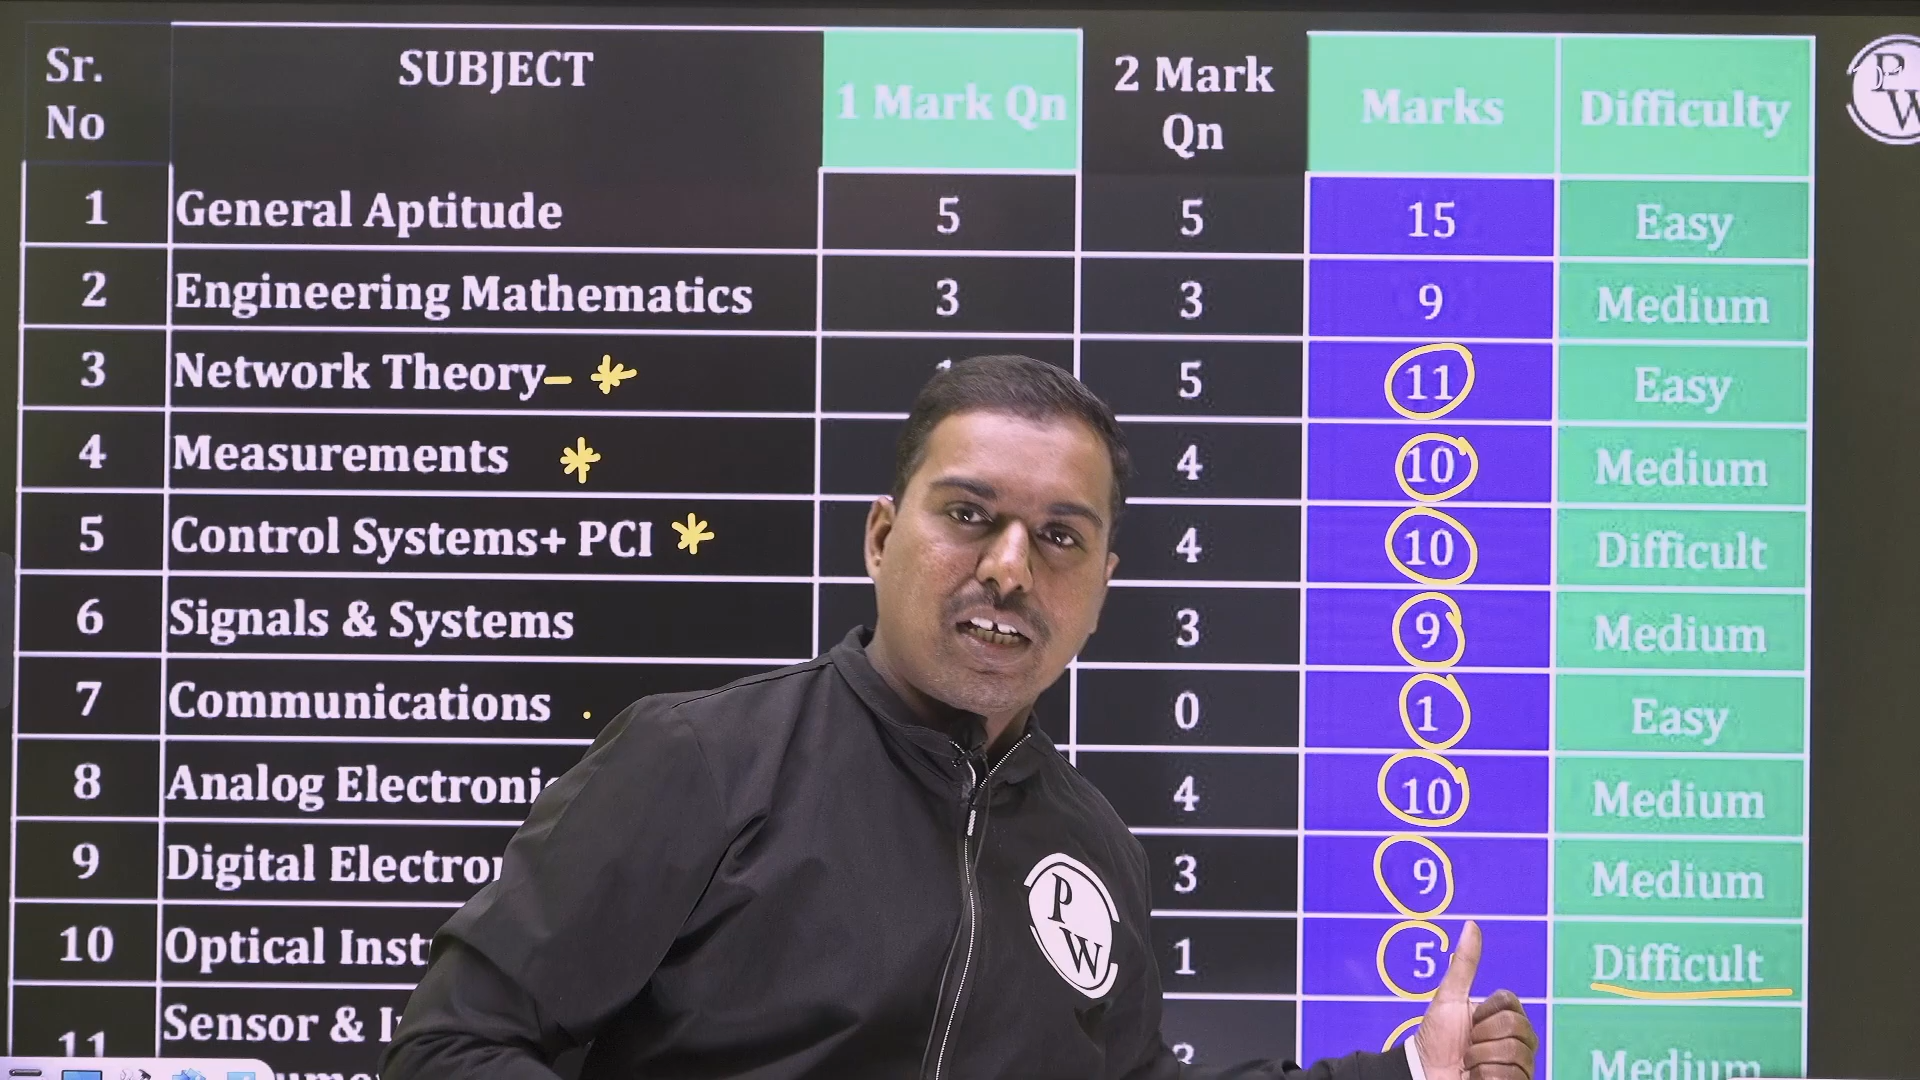 Sr. No SUBJECT 1 Mark Qn 2 Mark Qn Marks Difficulty
1 General Aptitude 5 5 15 Easy
2 Engineering Mathematics 3 3 9 Medium
3 Network Theory- * 5 11 Easy
4 Measurements * 4 10 Medium
5 Control Systems+ PCI * 4 10 Difficult
6 Signals & Systems 3 9 Medium
7 Communications 0 1 Easy
8 Analog 4 10 Medium
9 Digital 3 9 Medium
10 Optical 1 5 Difficult
11 Sensor & 3 Medium
P W
P W